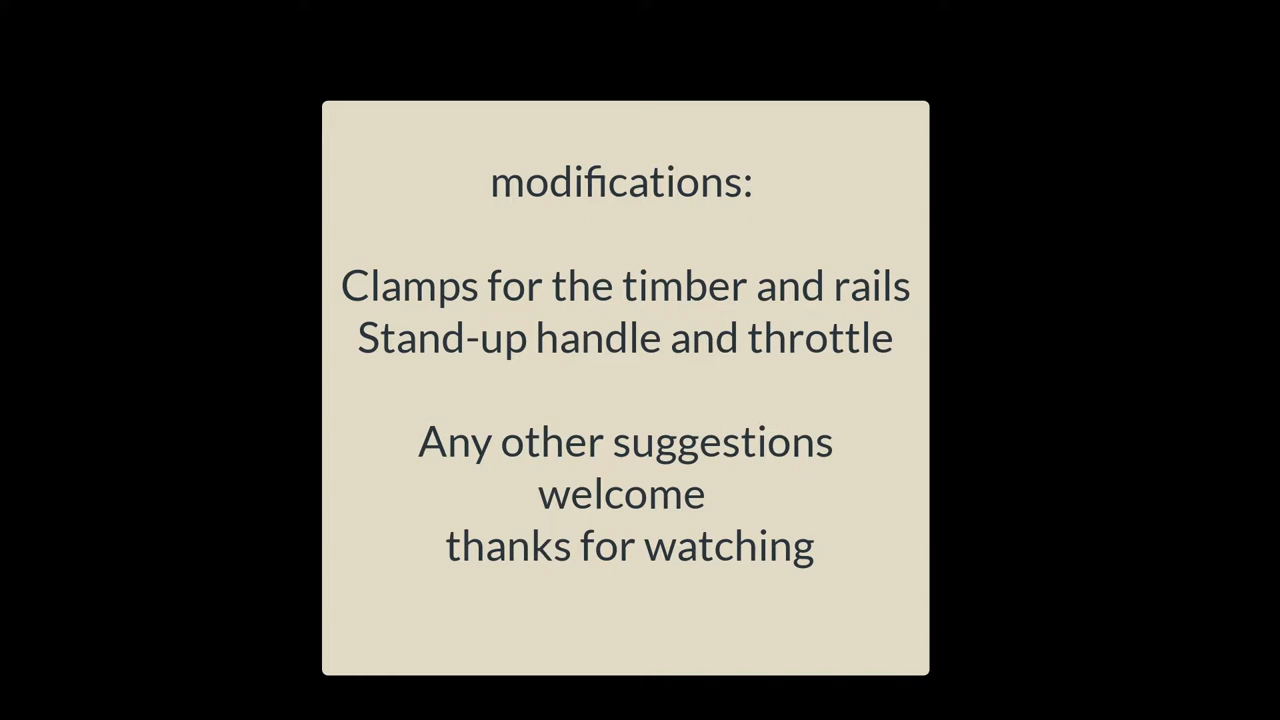 modifications:
Clamps for the timber and rails
Stand-up handle and throttle
Any other suggestions
welcome
thanks for watching